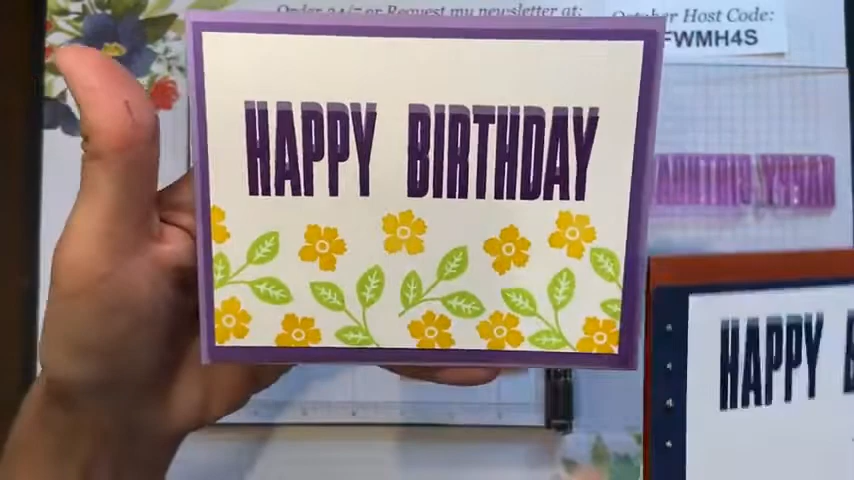 Order 24/7 or Request my newsletter at:
October Host Code:
FWMH4S
HAPPY BIRTHDAY
HAPPY